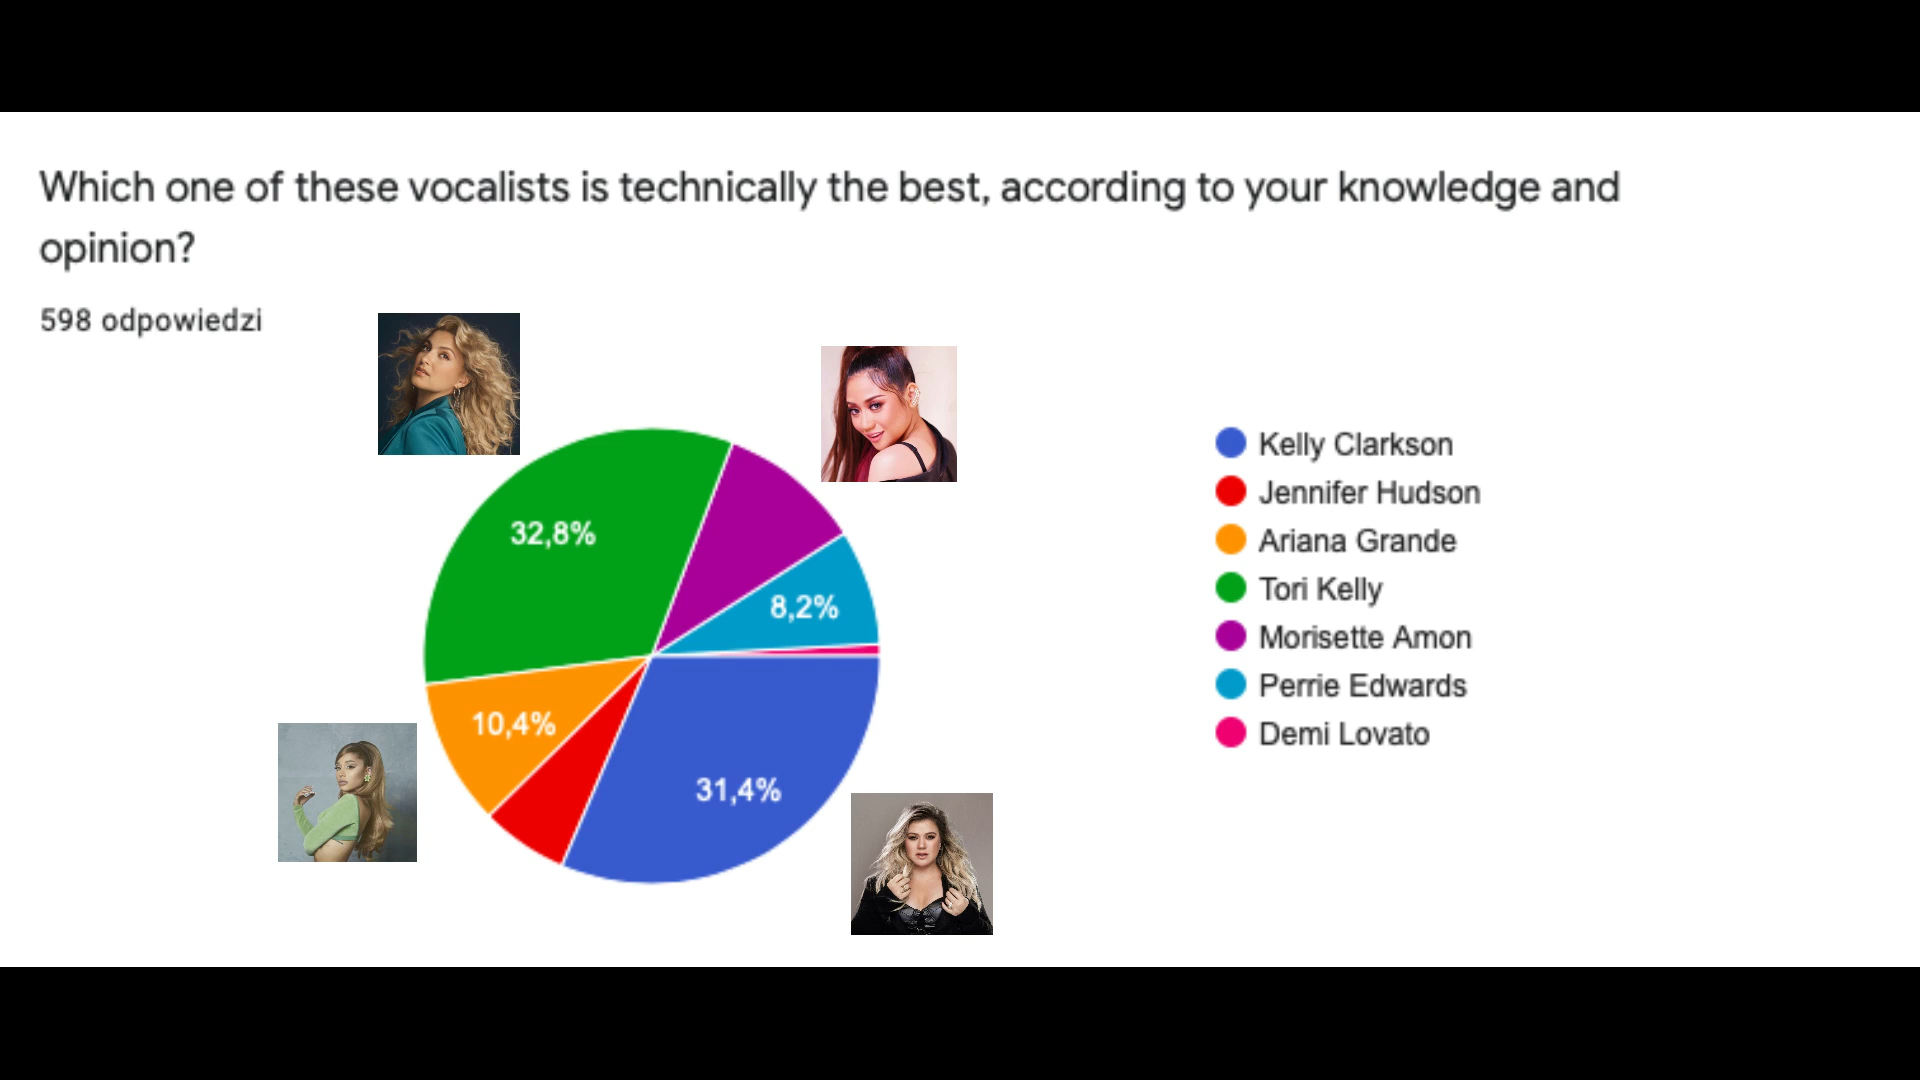 Which one of these vocalists is technically the best, according to your knowledge and
opinion?
598 odpowiedzi
32,8%
8,2%
10,4%
31,4%
Kelly Clarkson
Jennifer Hudson
Ariana Grande
Tori Kelly
Morisette Amon
Perrie Edwards
Demi Lovato